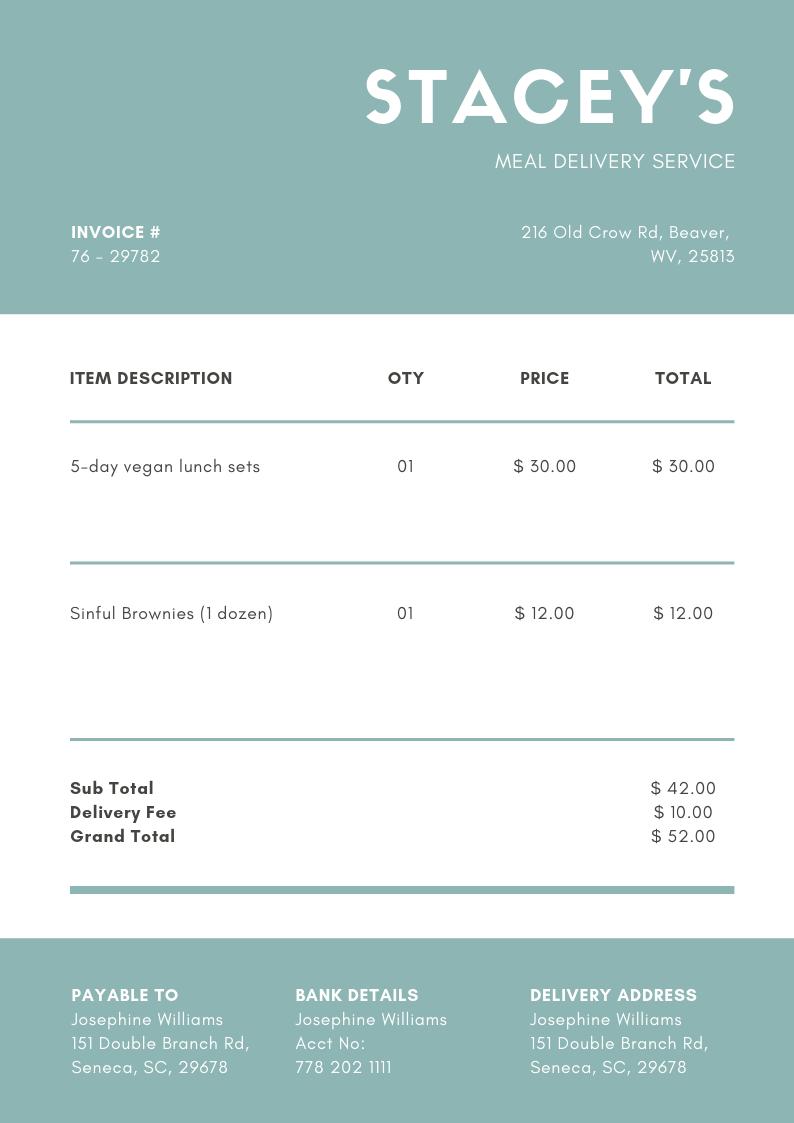 STACEY'S
MEAL DELIVERY SERVICE
INVOICE #
76 - 29782
216 Old Crow Rd, Beaver,
WV, 25813
ITEM DESCRIPTION QTY PRICE TOTAL
5-day vegan lunch sets 01 $ 30.00 $ 30.00
Sinful Brownies (1 dozen) 01 $ 12.00 $ 12.00
Sub Total $ 42.00
Delivery Fee $ 10.00
Grand Total $ 52.00
PAYABLE TO
Josephine Williams
151 Double Branch Rd,
Seneca, SC, 29678
BANK DETAILS
Josephine Williams
Acct No:
778 202 1111
DELIVERY ADDRESS
Josephine Williams
151 Double Branch Rd,
Seneca, SC, 29678